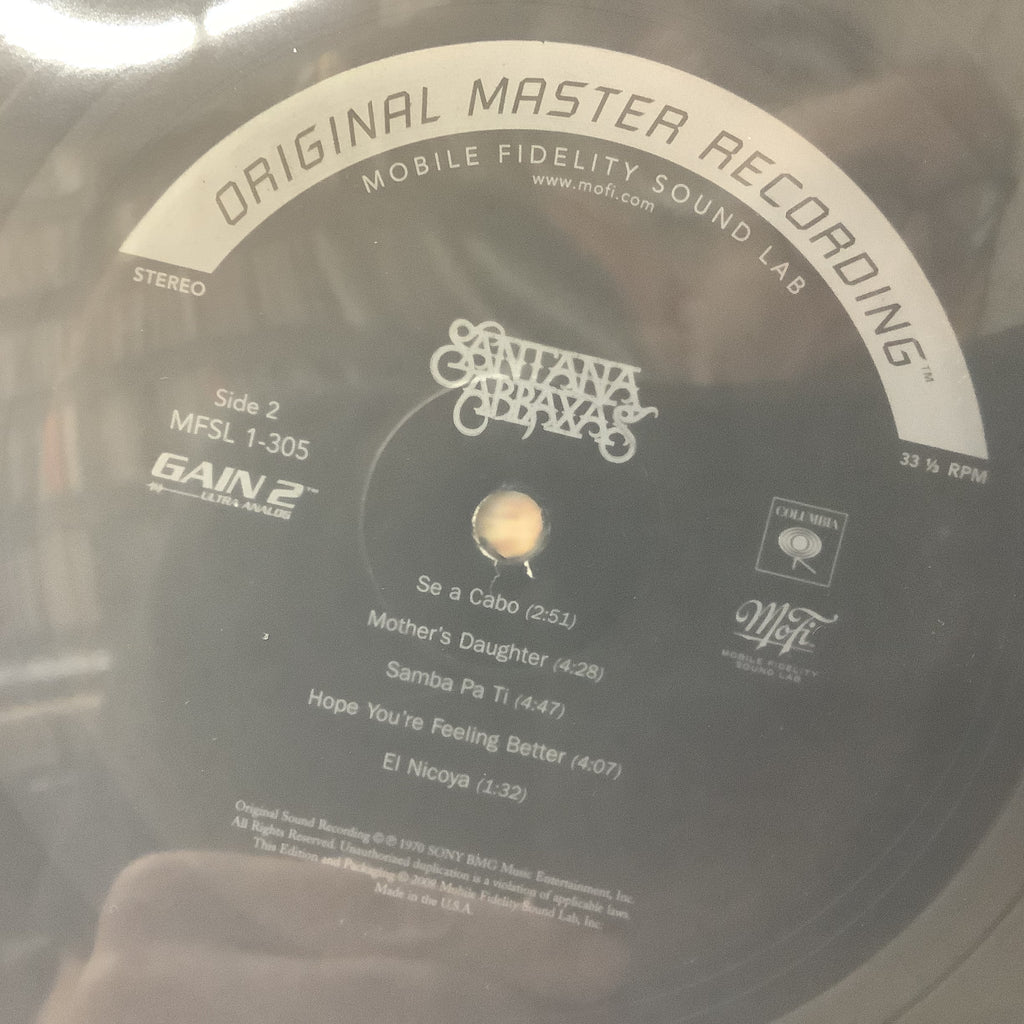 ORIGINAL MASTER RECORDING™
MOBILE FIDELITY SOUND LAB
www.mofi.com
STEREO
33 ⅓ RPM
SANTANA
ABRAXAS
Side 2
MFSL 1-305
GAIN 2™
ULTRA ANALOG
COLUMBIA
MoFi
MOBILE FIDELITY
SOUND LAB
Se a Cabo (2:51)
Mother's Daughter (4:28)
Samba Pa Ti (4:47)
Hope You're Feeling Better (4:07)
El Nicoya (1:32)
Original Sound Recording © ℗ 1970 SONY BMG Music Entertainment, Inc.
All Rights Reserved. Unauthorized duplication is a violation of applicable laws.
This Edition and Packaging © 2008 Mobile Fidelity Sound Lab, Inc.
Made in the U.S.A.